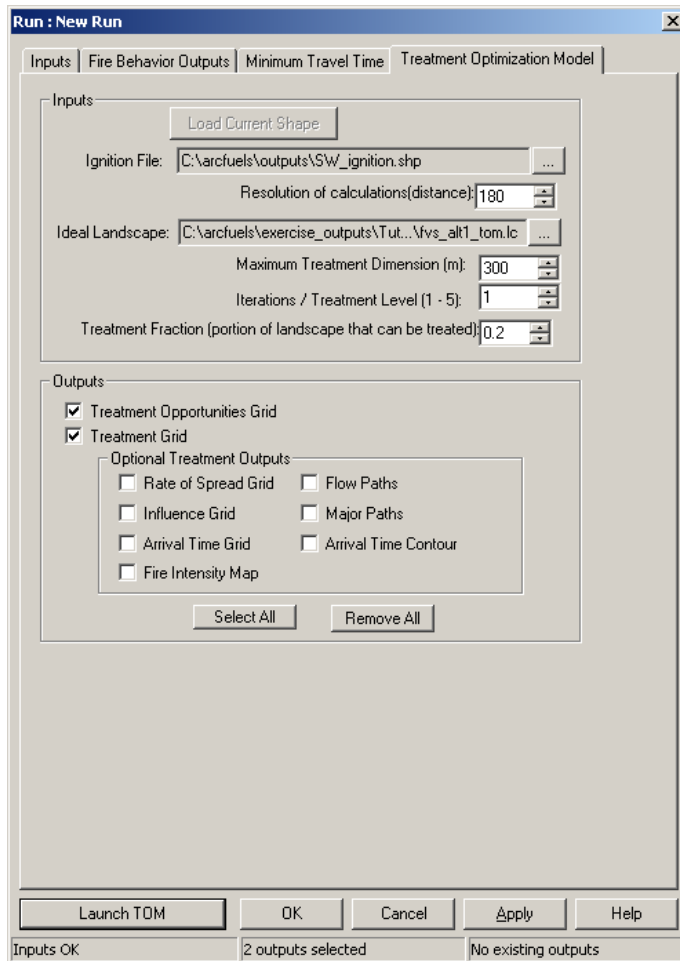 Run : New Run
Inputs
Fire Behavior Outputs
Minimum Travel Time
Treatment Optimization Model
Inputs
Load Current Shape
Ignition File: C:\arcfuels\outputs\SW_ignition.shp ...
Resolution of calculations(distance): 180
Ideal Landscape: C:\arcfuels\exercise_outputs\Tut...\fvs_alt1_tom.lc ...
Maximum Treatment Dimension (m): 300
Iterations / Treatment Level (1 - 5): 1
Treatment Fraction (portion of landscape that can be treated): 0.2
Outputs
Treatment Opportunities Grid
Treatment Grid
Optional Treatment Outputs
Rate of Spread Grid Flow Paths
Influence Grid Major Paths
Arrival Time Grid Arrival Time Contour
Fire Intensity Map
Select All Remove All
Launch TOM OK Cancel Apply Help
Inputs OK 2 outputs selected No existing outputs